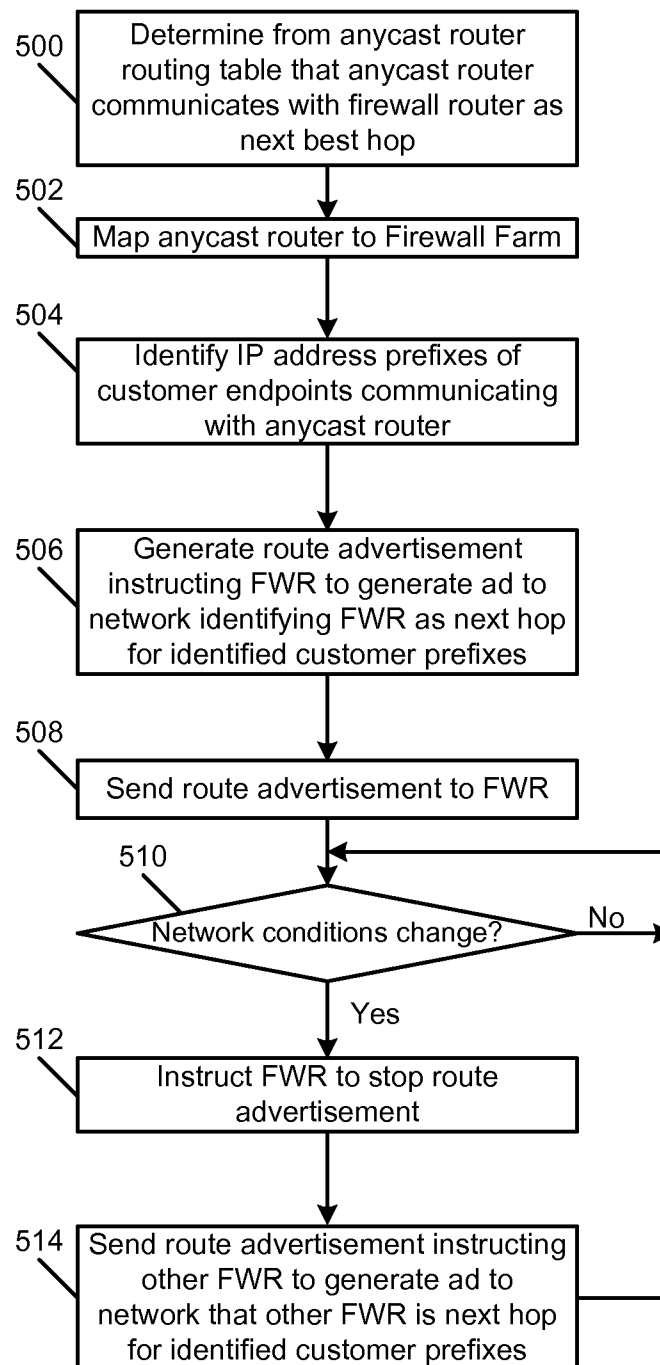 500
Determine from anycast router
routing table that anycast router
communicates with firewall router as
next best hop
502
Map anycast router to Firewall Farm
504
Identify IP address prefixes of
customer endpoints communicating
with anycast router
506
Generate route advertisement
instructing FWR to generate ad to
network identifying FWR as next hop
for identified customer prefixes
508
Send route advertisement to FWR
510
Network conditions change?
No
Yes
512
Instruct FWR to stop route
advertisement
514
Send route advertisement instructing
other FWR to generate ad to
network that other FWR is next hop
for identified customer prefixes